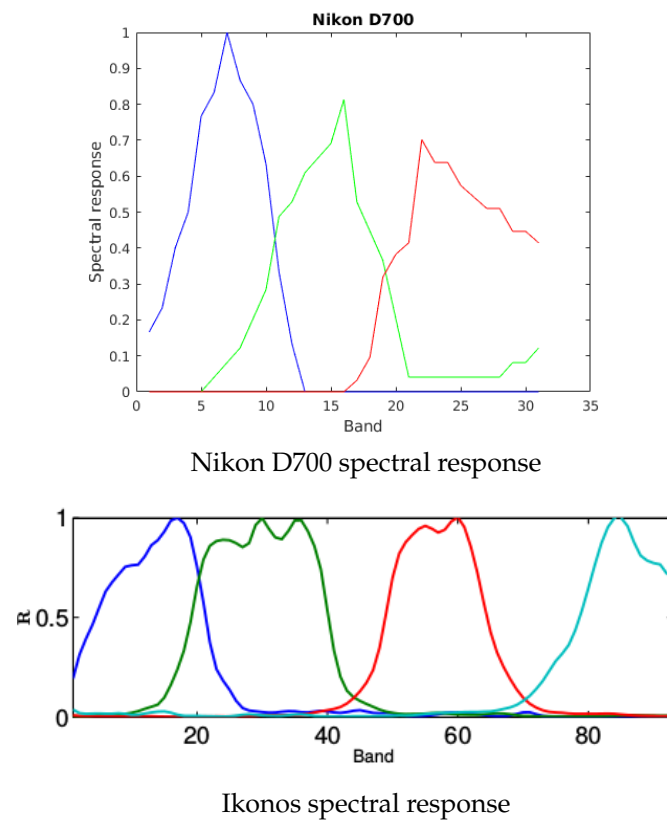 Nikon D700
1
0.9
0.8
0.7
0.6
0.5
0.4
0.3
0.2
0.1
0
Spectral response
0 5 10 15 20 25 30 35
Band
Nikon D700 spectral response
1
0.5
0
R
20 40 60 80
Band
Ikonos spectral response